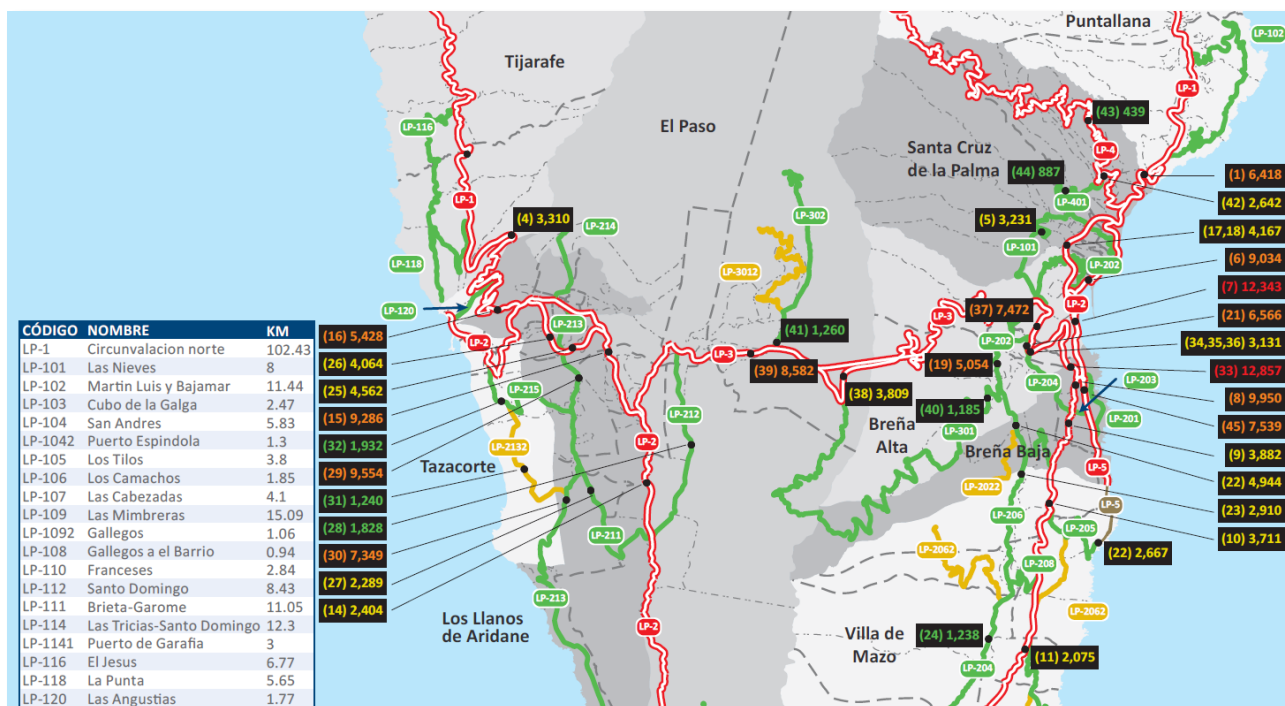 Puntallana
LP-102
Tijarafe
LP-1
El Paso
LP-116
(43) 439
Santa Cruz
de la Palma
LP-4
(44) 887
(1) 6,418
LP-1
LP-401
(42) 2,642
(4) 3,310
LP-302
(5) 3,231
LP-214
(17,18) 4,167
LP-101
LP-118
LP-3012
LP-202
(6) 9,034
(7) 12,343
LP-120
LP-2
(37) 7,472
LP-3
(21) 6,566
CÓDIGO NOMBRE KM
LP-1 Circunvalacion norte 102.43
LP-101 Las Nieves 8
LP-102 Martin Luis y Bajamar 11.44
LP-103 Cubo de la Galga 2.47
LP-104 San Andres 5.83
LP-1042 Puerto Espindola 1.3
LP-105 Los Tilos 3.8
LP-106 Los Camachos 1.85
LP-107 Las Cabezadas 4.1
LP-109 Las Mimbreras 15.09
LP-1092 Gallegos 1.06
LP-108 Gallegos a el Barrio 0.94
LP-110 Franceses 2.84
LP-112 Santo Domingo 8.43
LP-111 Brieta-Garome 11.05
LP-114 Las Tricias-Santo Domingo 12.3
LP-1141 Puerto de Garafia 3
LP-116 El Jesus 6.77
LP-118 La Punta 5.65
LP-120 Las Angustias 1.77
(16) 5,428
(26) 4,064
(25) 4,562
(15) 9,286
(32) 1,932
(29) 9,554
(31) 1,240
(28) 1,828
(30) 7,349
(27) 2,289
(14) 2,404
LP-213
LP-2
LP-215
LP-2132
Tazacorte
LP-212
LP-2
LP-211
LP-213
Los Llanos
de Aridane
LP-2
LP-3
(41) 1,260
(39) 8,582
(38) 3,809
LP-202
(19) 5,054
(40) 1,185
LP-204
Breña
Alta
LP-301
Breña Baja
LP-203
LP-201
LP-5
LP-2022
LP-206
LP-5
LP-205
(22) 2,667
LP-2062
LP-208
LP-2062
Villa de
Mazo
(24) 1,238
LP-204
(11) 2,075
(34,35,36) 3,131
(33) 12,857
(8) 9,950
(45) 7,539
(9) 3,882
(22) 4,944
(23) 2,910
(10) 3,711